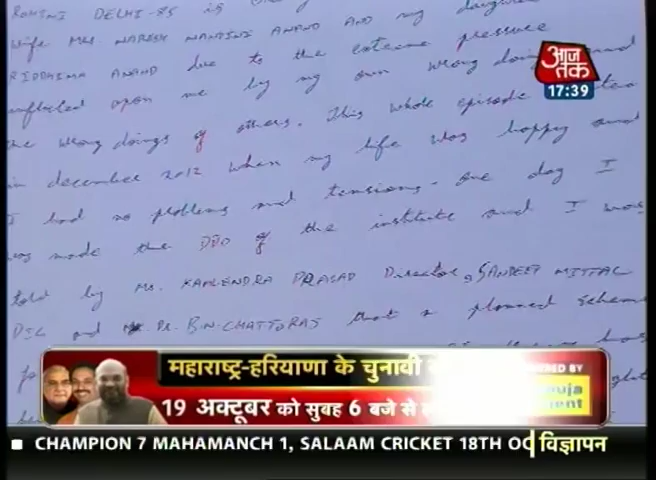 ROHINI DELHI-85 is
wife MRS. NARESH NANDINI ANAND AND my daughter
RIDDHIMA ANAND due to the extreme pressure
inflicted upon me by my own wrong doings and
the wrong doings of others. This whole episode
in december 2012 when my life was happy and
I had no problems and tensions. One day I
was made the DDO of the institute and I was
told by Mr. KAMLENDRA PRASAD Director, SANDEEP MITTAL
DIG and Dr. B.N. CHATTORAS that a planned scheme
आज तक
17:39
महाराष्ट्र-हरियाणा के चुनावी
19 अक्टूबर को सुबह 6 बजे से
CHAMPION 7 MAHAMANCH 1, SALAAM CRICKET 18TH OC
विज्ञापन